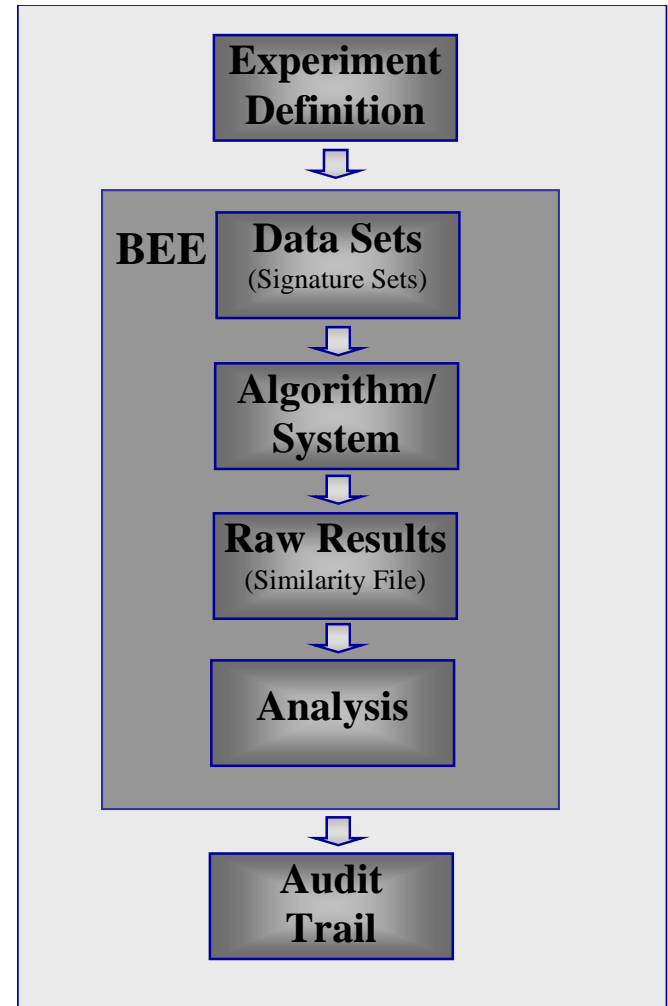 Experiment
Definition
BEE
Data Sets
(Signature Sets)
Algorithm/
System
Raw Results
(Similarity File)
Analysis
Audit
Trail